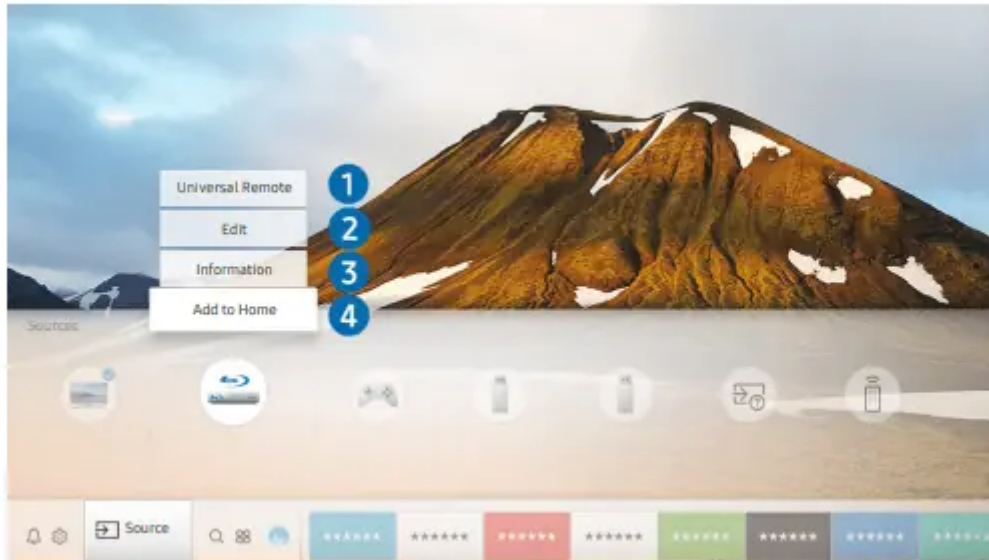 Universal Remote
1
Edit
2
Information
3
Add to Home
4
Sources
Source
****** ****** ****** ****** ****** ****** ****** ******